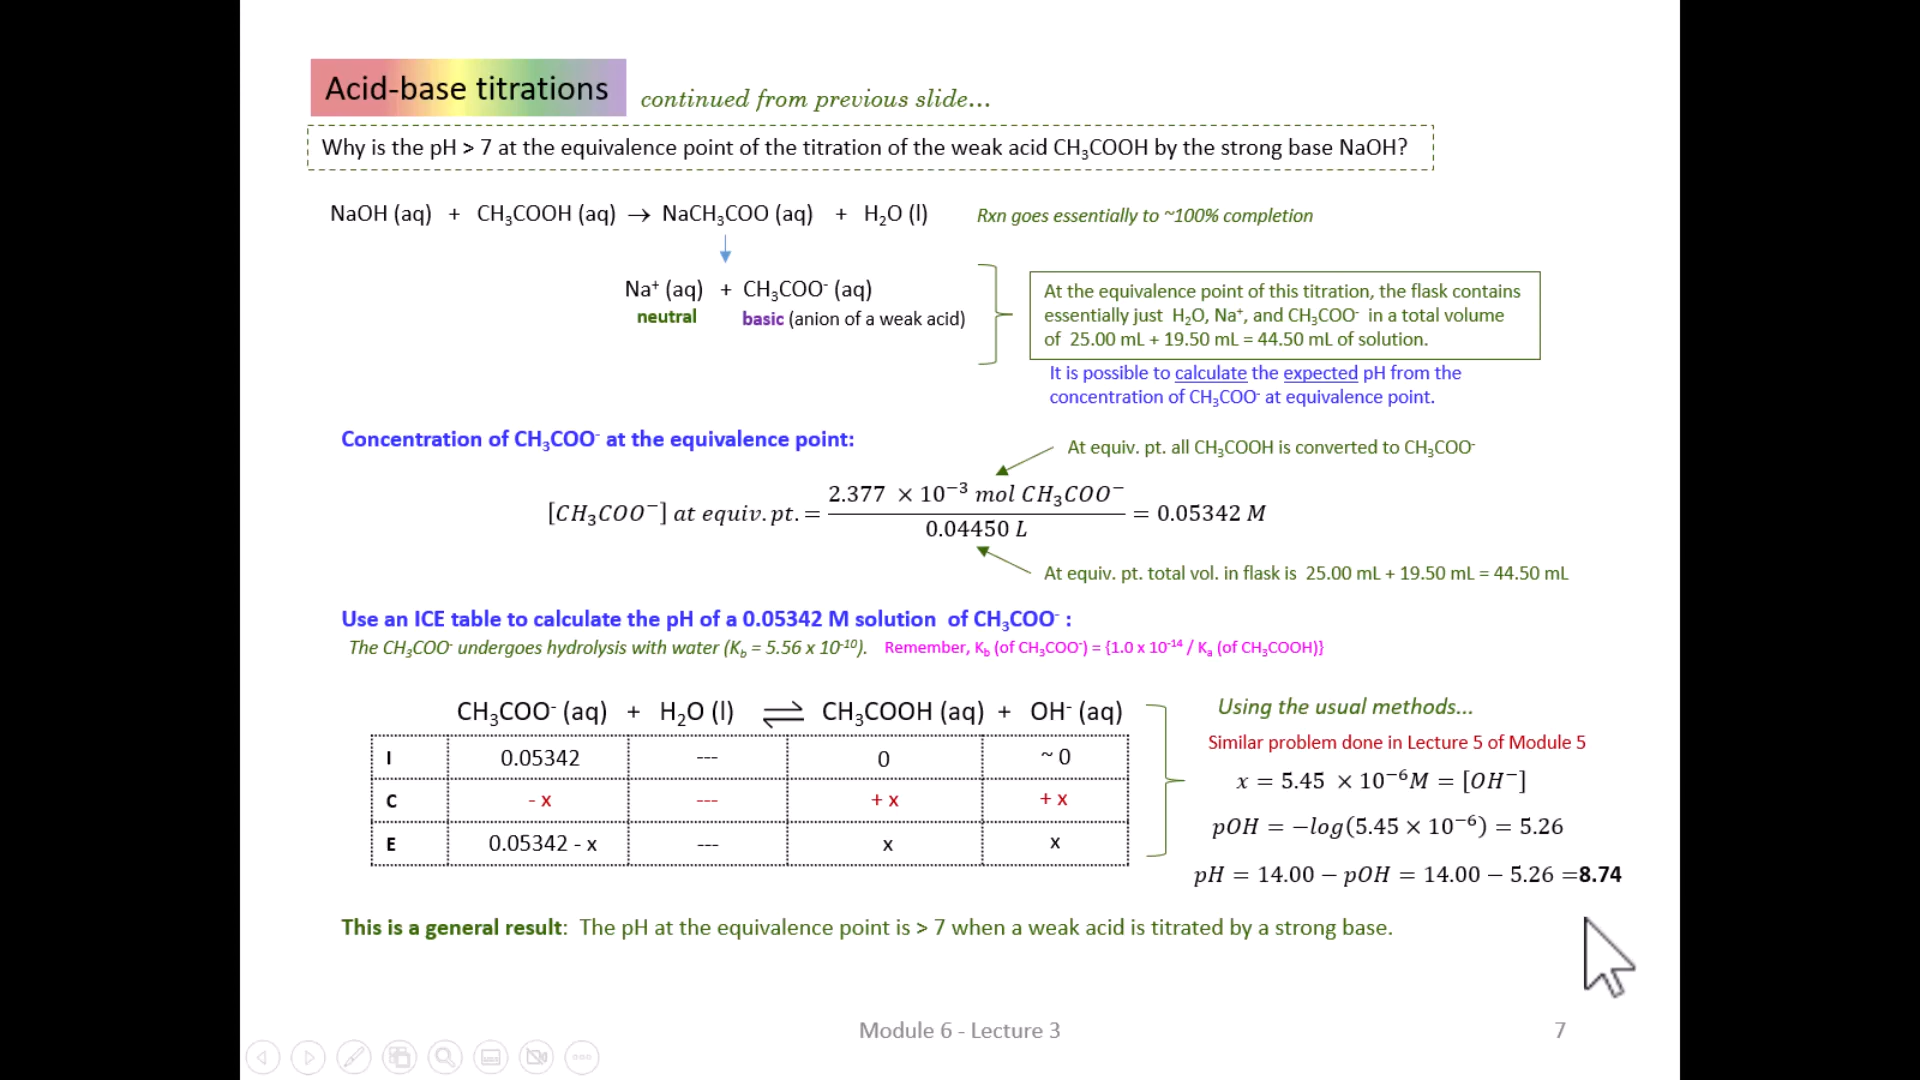 Acid-base titrations continued from previous slide...
Why is the pH > 7 at the equivalence point of the titration of the weak acid CH₃COOH by the strong base NaOH?
NaOH (aq) + CH₃COOH (aq) → NaCH₃COO (aq) + H₂O (l) Rxn goes essentially to ~100% completion
Na⁺ (aq) + CH₃COO⁻ (aq)
neutral basic (anion of a weak acid)
At the equivalence point of this titration, the flask contains
essentially just H₂O, Na⁺, and CH₃COO⁻ in a total volume
of 25.00 mL + 19.50 mL = 44.50 mL of solution.
It is possible to calculate the expected pH from the
concentration of CH₃COO⁻ at equivalence point.
Concentration of CH₃COO⁻ at the equivalence point:
At equiv. pt. all CH₃COOH is converted to CH₃COO⁻
2.377 × 10⁻³ mol CH₃COO⁻
[CH₃COO⁻] at equiv. pt. = = 0.05342 M
0.04450 L
At equiv. pt. total vol. in flask is 25.00 mL + 19.50 mL = 44.50 mL
Use an ICE table to calculate the pH of a 0.05342 M solution of CH₃COO⁻ :
The CH₃COO⁻ undergoes hydrolysis with water (K_b = 5.56 x 10⁻¹⁰). Remember, K_b (of CH₃COO⁻) = {1.0 x 10⁻¹⁴ / Kₐ (of CH₃COOH)}
CH₃COO⁻ (aq) + H₂O (l) ⇌ CH₃COOH (aq) + OH⁻ (aq)
I 0.05342 --- 0 ~ 0
C - x --- + x + x
E 0.05342 - x --- x x
Using the usual methods...
Similar problem done in Lecture 5 of Module 5
x = 5.45 × 10⁻⁶M = [OH⁻]
pOH = −log(5.45 × 10⁻⁶) = 5.26
pH = 14.00 − pOH = 14.00 − 5.26 =8.74
This is a general result: The pH at the equivalence point is > 7 when a weak acid is titrated by a strong base.
Module 6 - Lecture 3
7